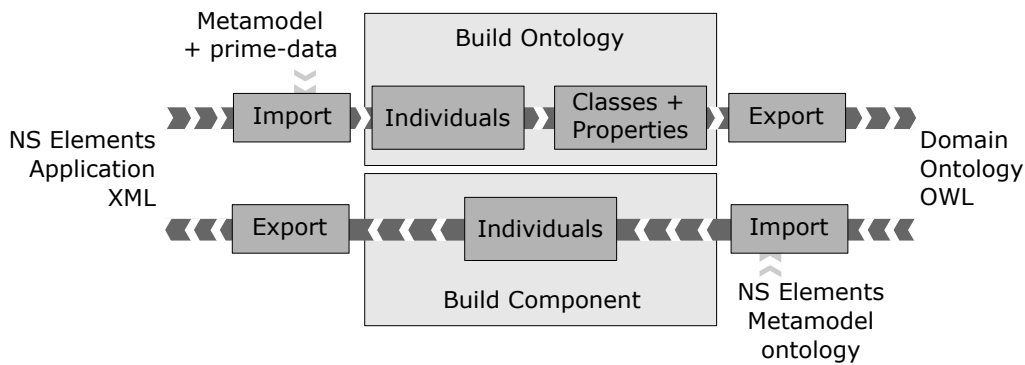 Metamodel
+ prime-data
Build Ontology
Import
Individuals
Classes +
Properties
Export
NS Elements
Application
XML
Domain
Ontology
OWL
Export
Individuals
Import
Build Component
NS Elements
Metamodel
ontology